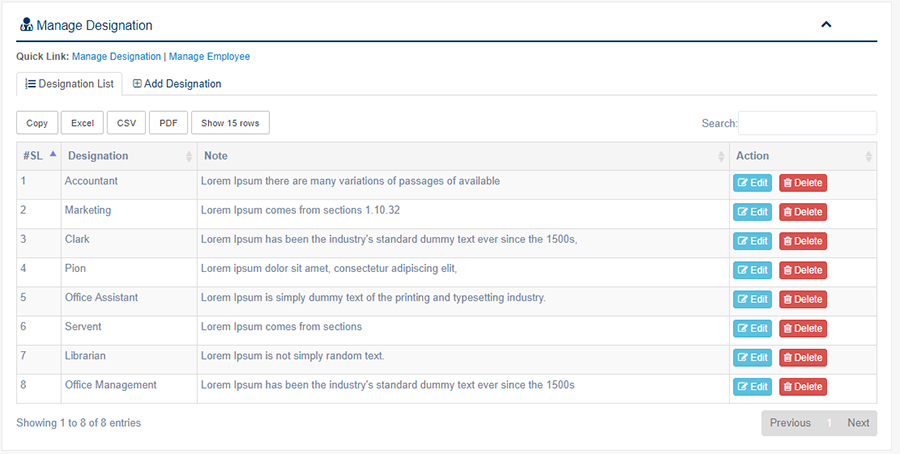 Manage Designation
Quick Link: Manage Designation | Manage Employee
Designation List Add Designation
Copy Excel CSV PDF Show 15 rows Search:
#SL Designation Note Action
1 Accountant Lorem Ipsum there are many variations of passages of available Edit Delete
2 Marketing Lorem Ipsum comes from sections 1.10.32 Edit Delete
3 Clark Lorem Ipsum has been the industry's standard dummy text ever since the 1500s, Edit Delete
4 Pion Lorem ipsum dolor sit amet, consectetur adipiscing elit, Edit Delete
5 Office Assistant Lorem Ipsum is simply dummy text of the printing and typesetting industry. Edit Delete
6 Servent Lorem Ipsum comes from sections Edit Delete
7 Librarian Lorem Ipsum is not simply random text. Edit Delete
8 Office Management Lorem Ipsum has been the industry's standard dummy text ever since the 1500s Edit Delete
Showing 1 to 8 of 8 entries Previous 1 Next